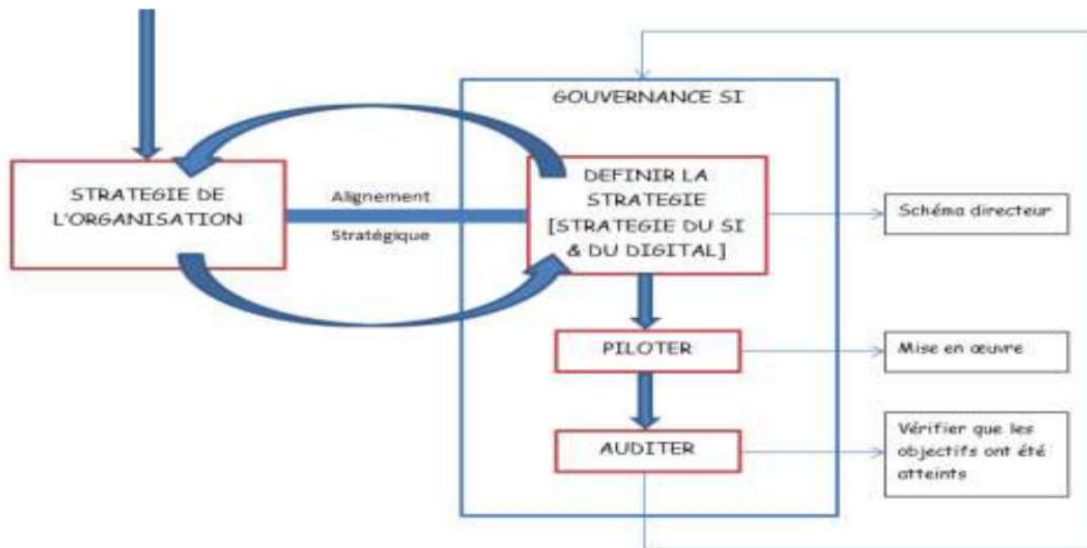 GOUVERNANCE SI
STRATEGIE DE
L'ORGANISATION
Alignement
Stratégique
DEFINIR LA
STRATEGIE
[STRATEGIE DU SI
& DU DIGITAL]
Schéma directeur
PILOTER
Mise en œuvre
AUDITER
Vérifier que les
objectifs ont été
atteints